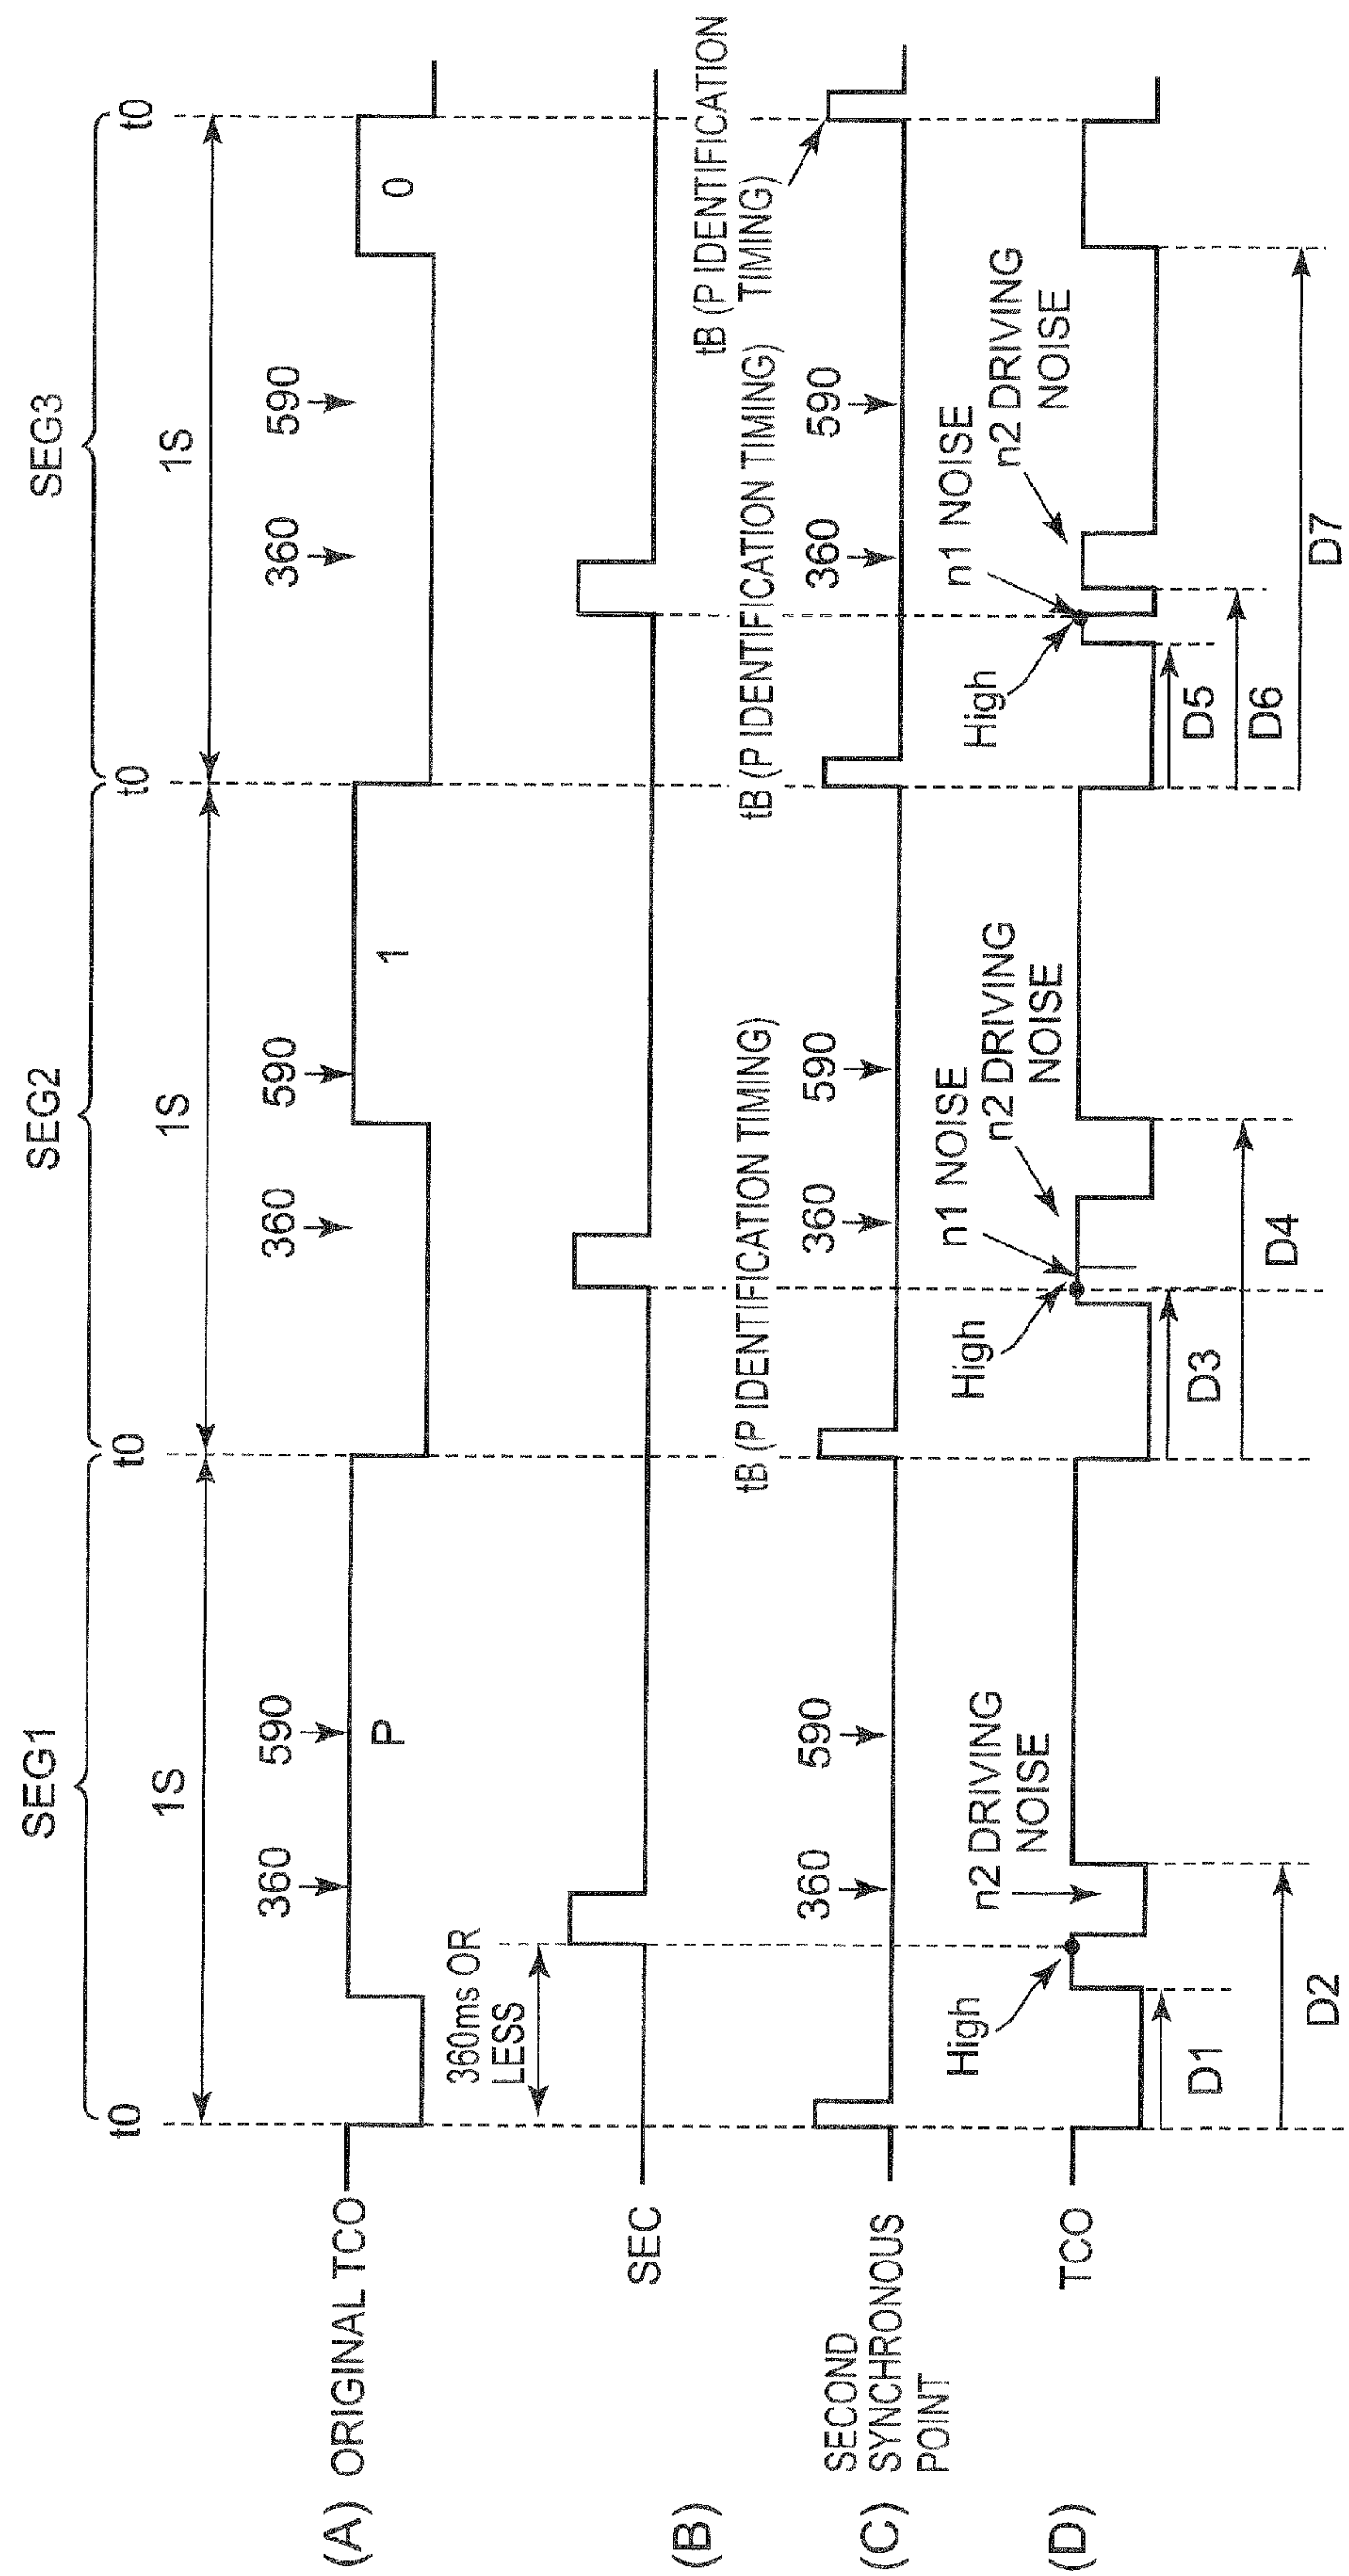 SEG1
SEG2
SEG3
t0
t0
t0
t0
1S
1S
1S
360
590
360
590
360
590
(A) ORIGINAL TCO
P
1
0
360ms OR
LESS
(B)
SEC
tB (P IDENTIFICATION TIMING)
tB (P IDENTIFICATION TIMING)
tB (P IDENTIFICATION
TIMING)
360
590
360
590
360
590
(C)
SECOND
SYNCHRONOUS
POINT
High
n2 DRIVING
NOISE
High
n1 NOISE
n2 DRIVING
NOISE
High
n1 NOISE
n2 DRIVING
NOISE
(D)
TCO
D1
D2
D3
D4
D5
D6
D7